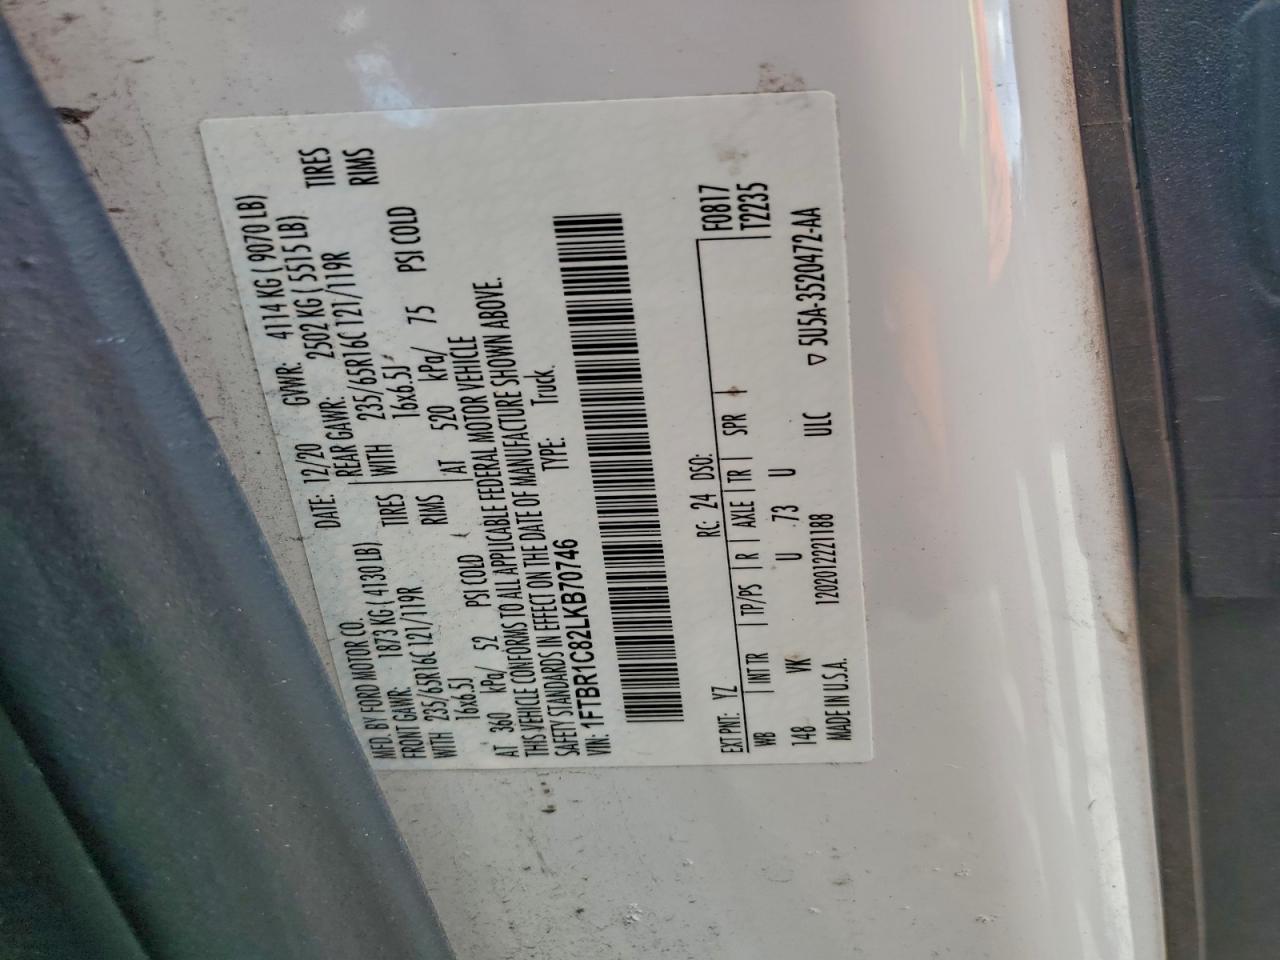 MFD. BY FORD MOTOR CO.
DATE: 12/20 GVWR: 4114 KG ( 9070 LB)
FRONT GAWR: 1873 KG ( 4130 LB) REAR GAWR: 2502 KG ( 5515 LB)
WITH 235/65R16C 121/119R TIRES WITH 235/65R16C 121/119R TIRES
16x6.5J RIMS 16x6.5J RIMS
AT 360 kPa/ 52 PSI COLD AT 520 kPa/ 75 PSI COLD
THIS VEHICLE CONFORMS TO ALL APPLICABLE FEDERAL MOTOR VEHICLE
SAFETY STANDARDS IN EFFECT ON THE DATE OF MANUFACTURE SHOWN ABOVE.
VIN: 1FTBR1C82LKB70746 TYPE: Truck.
F0817
T2235
EXT PNT: YZ RC: 24 DSO:
WB INT TR TP/PS R AXLE TR SPR
148 VK U 73 U
MADE IN U.S.A. 120201222118B ULC ▽ 5U5A-3520472-AA